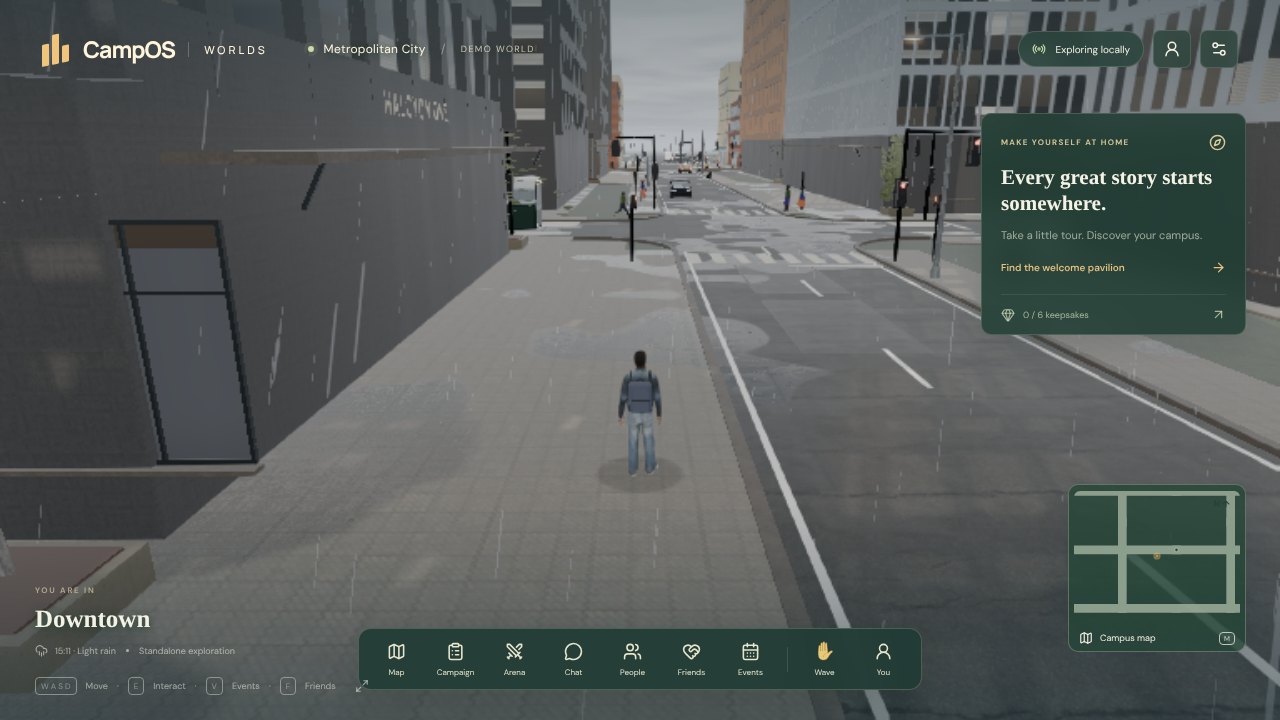 CampOS
WORLDS
Metropolitan City / DEMO WORLD
Exploring locally
HALCYON ONE
MAKE YOURSELF AT HOME
Every great story starts
somewhere.
Take a little tour. Discover your campus.
Find the welcome pavilion
0 / 6 keepsakes
YOU ARE IN
Downtown
15:11 · Light rain • Standalone exploration
WASD Move · E Interact · V Events · F Friends
Map
Campaign
Arena
Chat
People
Friends
Events
Wave
You
Campus map M